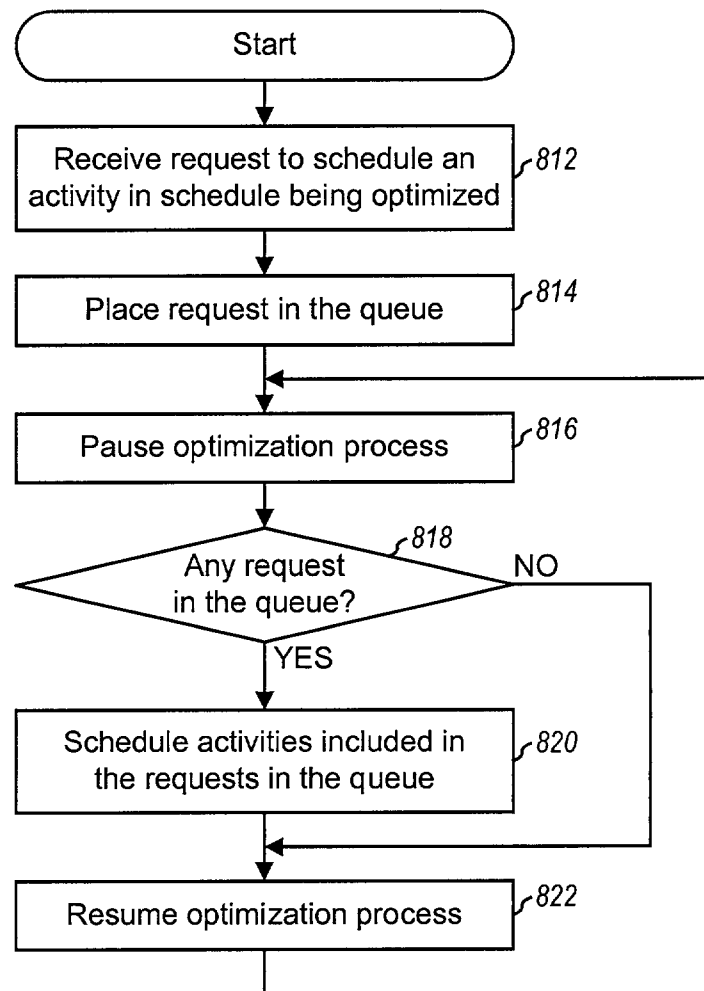 Start
Receive request to schedule an
activity in schedule being optimized
812
Place request in the queue
814
Pause optimization process
816
Any request
in the queue?
818
NO
YES
Schedule activities included in
the requests in the queue
820
Resume optimization process
822